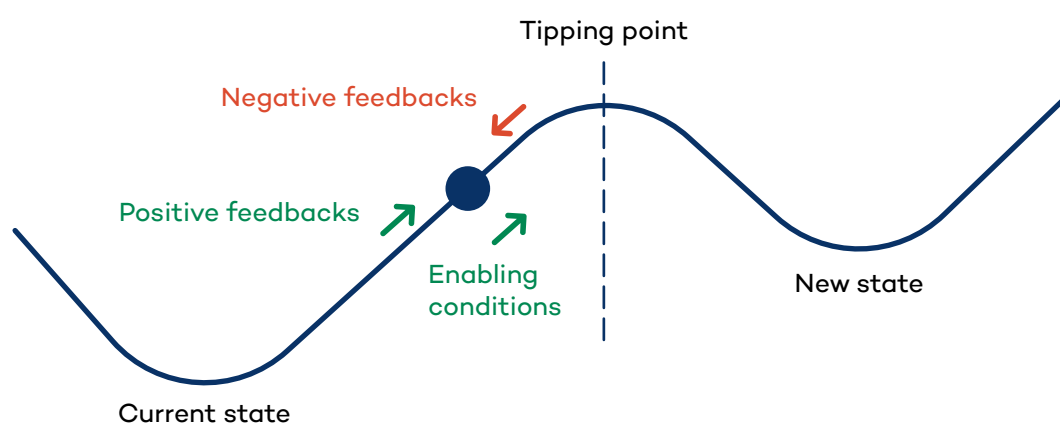 Tipping point
Negative feedbacks
Positive feedbacks
Enabling
conditions
New state
Current state